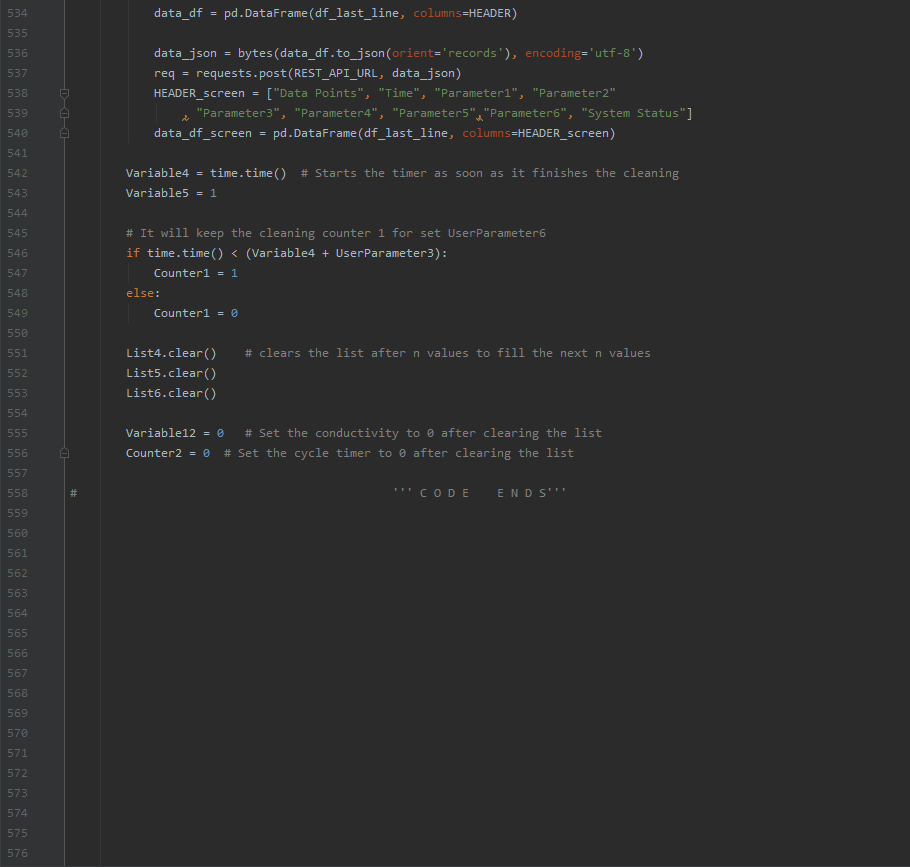 534 data_df = pd.DataFrame(df_last_line, columns=HEADER)
535
536 data_json = bytes(data_df.to_json(orient='records'), encoding='utf-8')
537 req = requests.post(REST_API_URL, data_json)
538 HEADER_screen = ["Data Points", "Time", "Parameter1", "Parameter2"
539 , "Parameter3", "Parameter4", "Parameter5","Parameter6", "System Status"]
540 data_df_screen = pd.DataFrame(df_last_line, columns=HEADER_screen)
541
542 Variable4 = time.time()  # Starts the timer as soon as it finishes the cleaning
543 Variable5 = 1
544
545 # It will keep the cleaning counter 1 for set UserParameter6
546 if time.time() < (Variable4 + UserParameter3):
547 Counter1 = 1
548 else:
549 Counter1 = 0
550
551 List4.clear()    # clears the list after n values to fill the next n values
552 List5.clear()
553 List6.clear()
554
555 Variable12 = 0   # Set the conductivity to 0 after clearing the list
556 Counter2 = 0  # Set the cycle timer to 0 after clearing the list
557
558 # ''' C O D E    E N D S'''
559
560
561
562
563
564
565
566
567
568
569
570
571
572
573
574
575
576